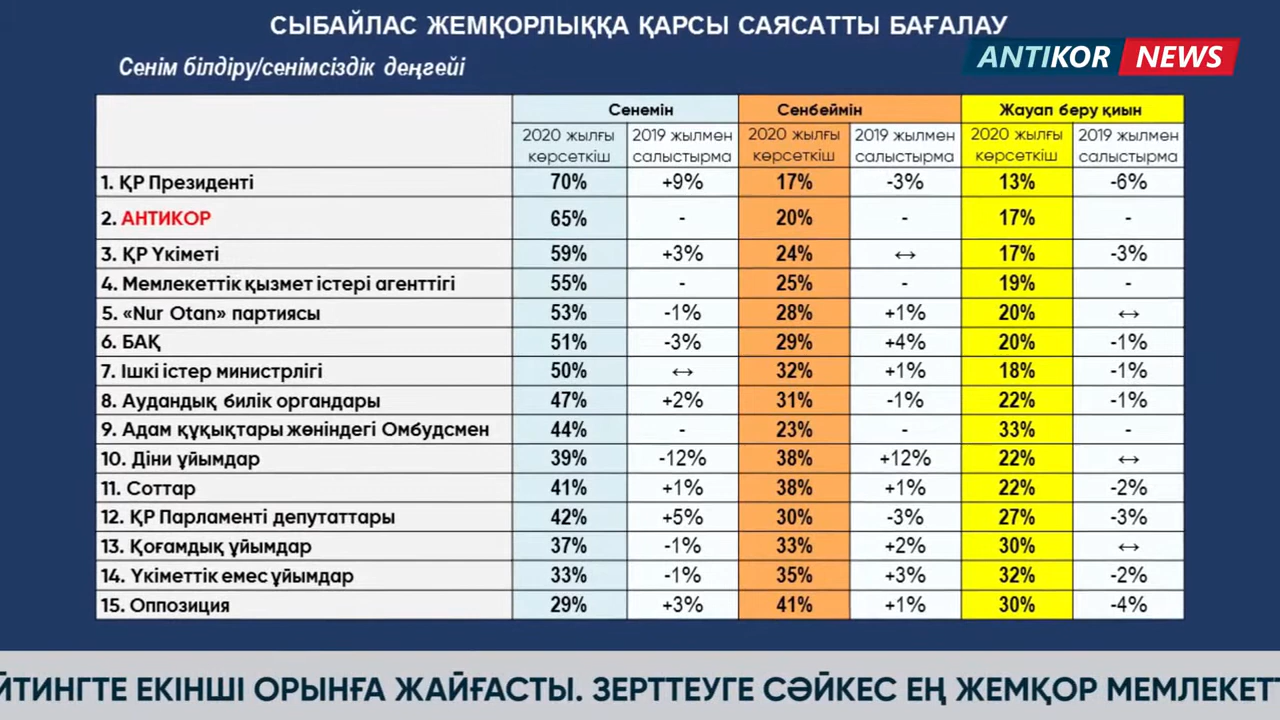 СЫБАЙЛАС ЖЕМҚОРЛЫҚҚА ҚАРСЫ САЯСАТТЫ БАҒАЛАУ
ANTIKOR NEWS
Сенім білдіру/сенімсіздік деңгейі
Сенемін Сенбеймін Жауап беру қиын
2020 жылғы көрсеткіш 2019 жылмен салыстырма 2020 жылғы көрсеткіш 2019 жылмен салыстырма 2020 жылғы көрсеткіш 2019 жылмен салыстырма
1. ҚР Президенті 70% +9% 17% -3% 13% -6%
2. АНТИКОР 65% - 20% - 17% -
3. ҚР Үкіметі 59% +3% 24% ↔ 17% -3%
4. Мемлекеттік қызмет істері агенттігі 55% - 25% - 19% -
5. «Nur Otan» партиясы 53% -1% 28% +1% 20% ↔
6. БАҚ 51% -3% 29% +4% 20% -1%
7. Ішкі істер министрлігі 50% ↔ 32% +1% 18% -1%
8. Аудандық билік органдары 47% +2% 31% -1% 22% -1%
9. Адам құқықтары жөніндегі Омбудсмен 44% - 23% - 33% -
10. Діни ұйымдар 39% -12% 38% +12% 22% ↔
11. Соттар 41% +1% 38% +1% 22% -2%
12. ҚР Парламенті депутаттары 42% +5% 30% -3% 27% -3%
13. Қоғамдық ұйымдар 37% -1% 33% +2% 30% ↔
14. Үкіметтік емес ұйымдар 33% -1% 35% +3% 32% -2%
15. Оппозиция 29% +3% 41% +1% 30% -4%
ЙТИНГТЕ ЕКІНШІ ОРЫНҒА ЖАЙҒАСТЫ. ЗЕРТТЕУГЕ СӘЙКЕС ЕҢ ЖЕМҚОР МЕМЛЕКЕТТ